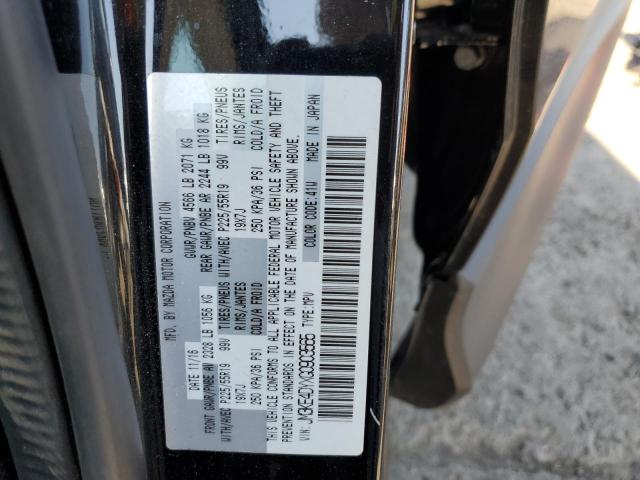 MFD. BY MAZDA MOTOR CORPORATION
DATE 11/16 GVWR/PNBV 4566 LB 2071 KG
FRONT GAWR/PNBE AV 2328 LB 1056 KG REAR GAWR/PNBE AR 2244 LB 1018 KG
WITH/AVEC P225/55R19 99V TIRES/PNEUS WITH/AVEC P225/55R19 99V TIRES/PNEUS
19X7J RIMS/JANTES 19X7J RIMS/JANTES
250 KPA/36 PSI COLD/A FROID 250 KPA/36 PSI COLD/A FROID
THIS VEHICLE CONFORMS TO ALL APPLICABLE FEDERAL MOTOR VEHICLE SAFETY AND THEFT
PREVENTION STANDARDS IN EFFECT ON THE DATE OF MANUFACTURE SHOWN ABOVE.
COLOR CODE:41W MADE IN JAPAN
VIN: TYPE:MPV